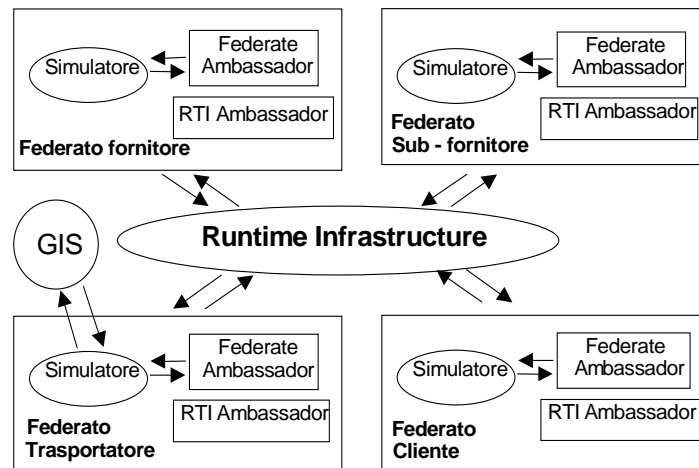 Simulatore
Federate
Ambassador
RTI Ambassador
Federato fornitore
Simulatore
Federate
Ambassador
RTI Ambassador
Federato
Sub - fornitore
GIS
Runtime Infrastructure
Simulatore
Federate
Ambassador
RTI Ambassador
Federato
Trasportatore
Simulatore
Federate
Ambassador
RTI Ambassador
Federato
Cliente